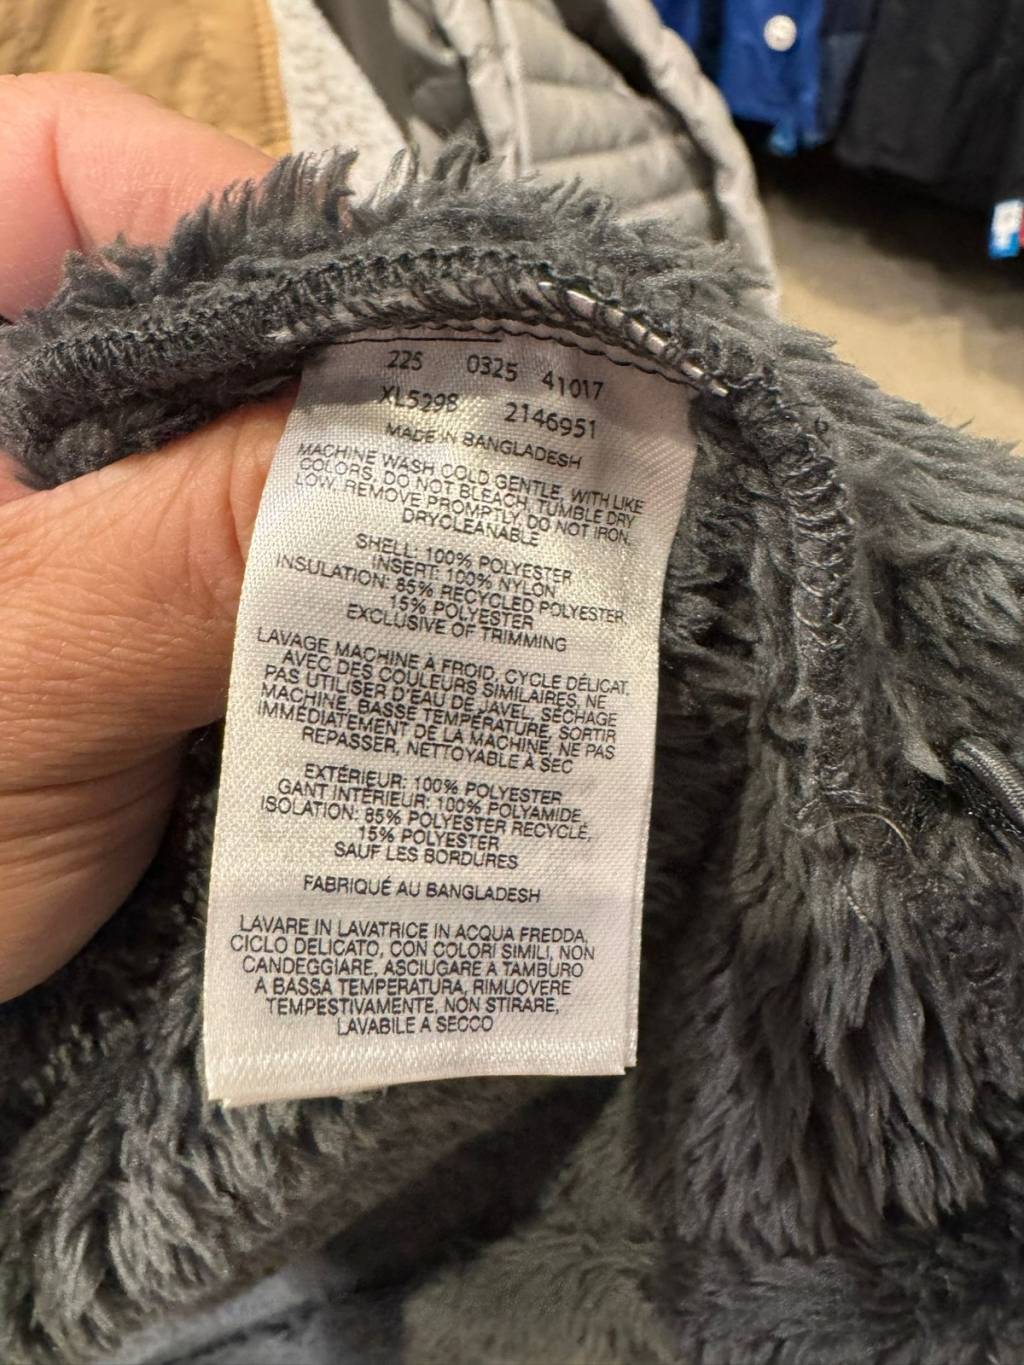 225 0325 41017
XL5298 2146951
MADE IN BANGLADESH
MACHINE WASH COLD GENTLE, WITH LIKE
COLORS, DO NOT BLEACH, TUMBLE DRY
LOW, REMOVE PROMPTLY, DO NOT IRON,
DRYCLEANABLE
SHELL: 100% POLYESTER
INSERT: 100% NYLON
INSULATION: 85% RECYCLED POLYESTER
15% POLYESTER
EXCLUSIVE OF TRIMMING
LAVAGE MACHINE À FROID, CYCLE DÉLICAT,
AVEC DES COULEURS SIMILAIRES, NE
PAS UTILISER D'EAU DE JAVEL, SÉCHAGE
MACHINE, BASSE TEMPÉRATURE, SORTIR
IMMÉDIATEMENT DE LA MACHINE, NE PAS
REPASSER, NETTOYABLE À SEC
EXTÉRIEUR: 100% POLYESTER
GANT INTÉRIEUR: 100% POLYAMIDE
ISOLATION: 85% POLYESTER RECYCLÉ,
15% POLYESTER
SAUF LES BORDURES
FABRIQUÉ AU BANGLADESH
LAVARE IN LAVATRICE IN ACQUA FREDDA,
CICLO DELICATO, CON COLORI SIMILI, NON
CANDEGGIARE, ASCIUGARE A TAMBURO
A BASSA TEMPERATURA, RIMUOVERE
TEMPESTIVAMENTE, NON STIRARE,
LAVABILE A SECCO